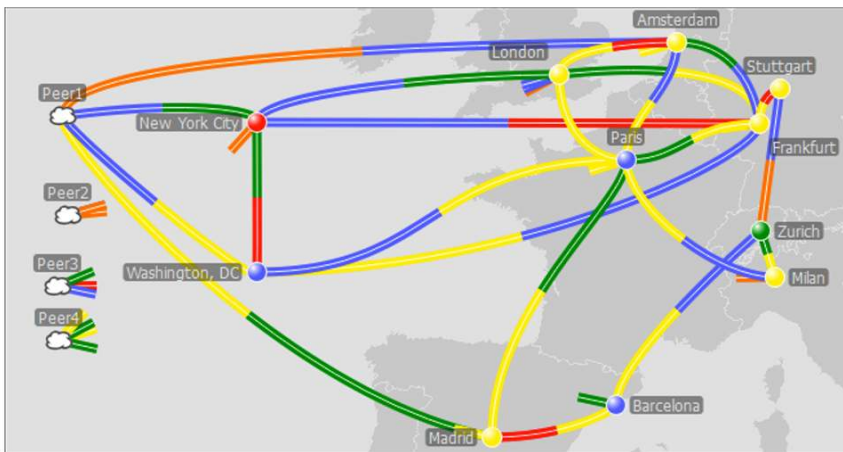 Amsterdam
London
Stuttgart
Peer1
New York City
Paris
Frankfurt
Peer2
Zurich
Peer3
Washington, DC
Milan
Peer4
Barcelona
Madrid